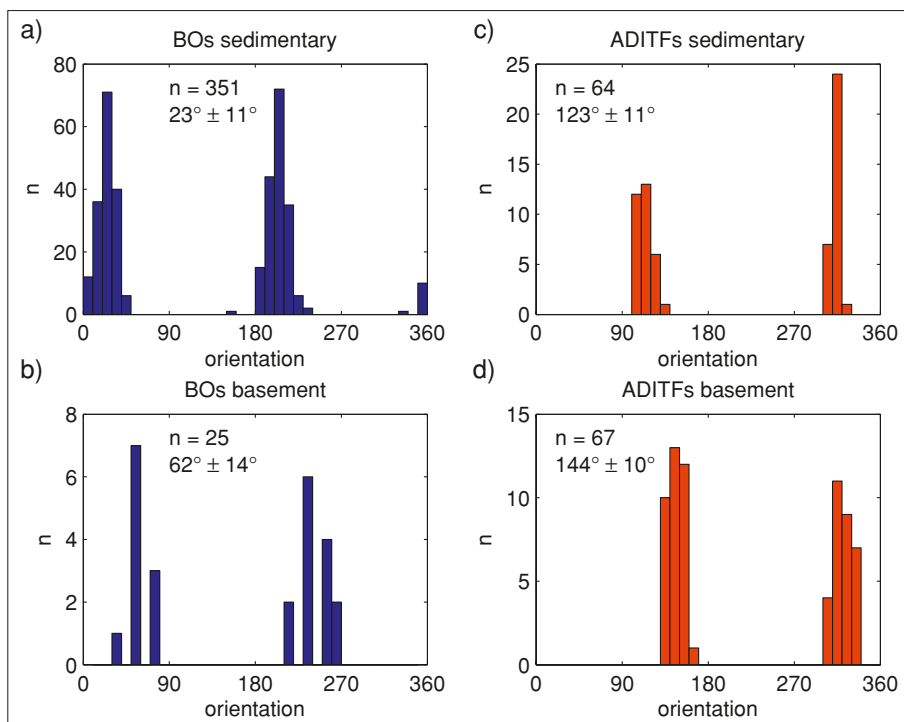 a)
BOs sedimentary
n = 351
23° ± 11°
80
60
40
20
0
n
0 90 180 270 360
orientation
b)
BOs basement
n = 25
62° ± 14°
8
6
4
2
0
n
0 90 180 270 360
orientation
c)
ADITFs sedimentary
n = 64
123° ± 11°
25
20
15
10
5
0
n
0 90 180 270 360
orientation
d)
ADITFs basement
n = 67
144° ± 10°
15
10
5
0
n
0 90 180 270 360
orientation